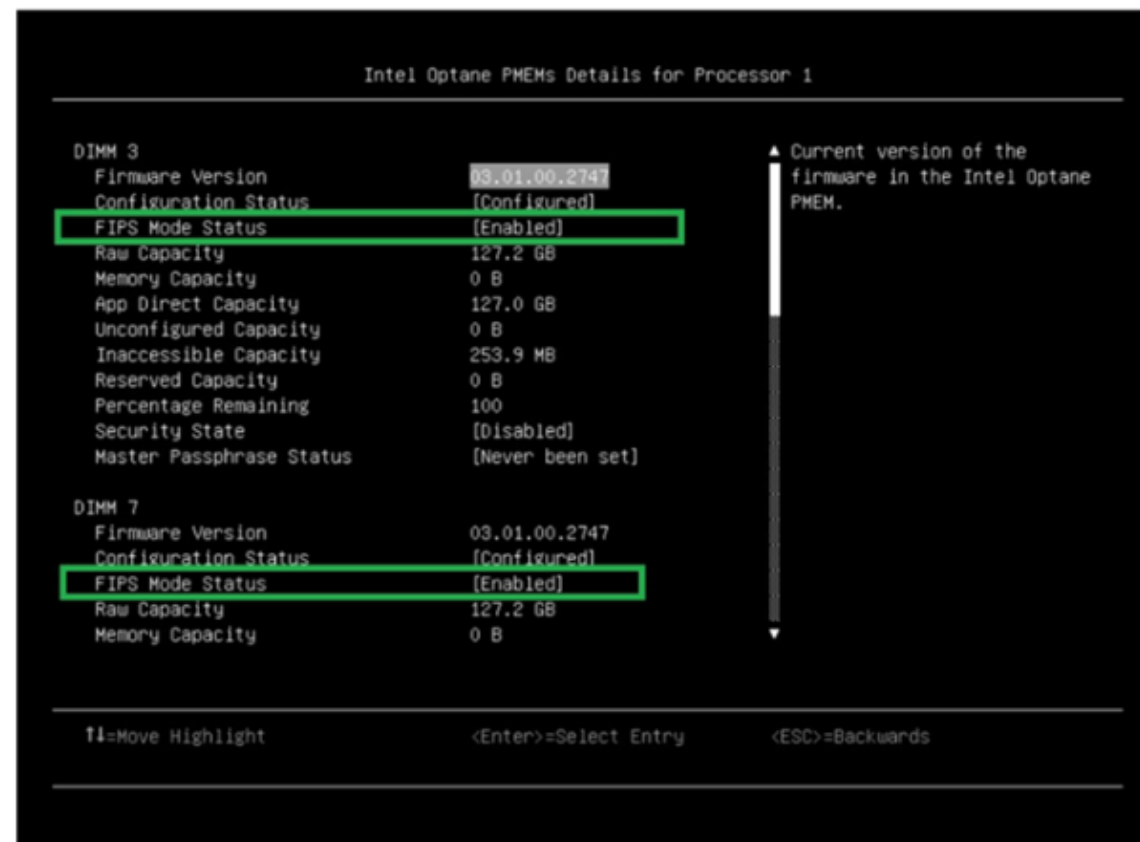 Intel Optane PMEMs Details for Processor 1
DIMM 3
Firmware Version 03.01.00.2747
Configuration Status [Configured]
FIPS Mode Status [Enabled]
Raw Capacity 127.2 GB
Memory Capacity 0 B
App Direct Capacity 127.0 GB
Unconfigured Capacity 0 B
Inaccessible Capacity 253.9 MB
Reserved Capacity 0 B
Percentage Remaining 100
Security State [Disabled]
Master Passphrase Status [Never been set]
DIMM 7
Firmware Version 03.01.00.2747
Configuration Status [Configured]
FIPS Mode Status [Enabled]
Raw Capacity 127.2 GB
Memory Capacity 0 B
▲ Current version of the
firmware in the Intel Optane
PMEM.
▼
↑↓=Move Highlight <Enter>=Select Entry <ESC>=Backwards